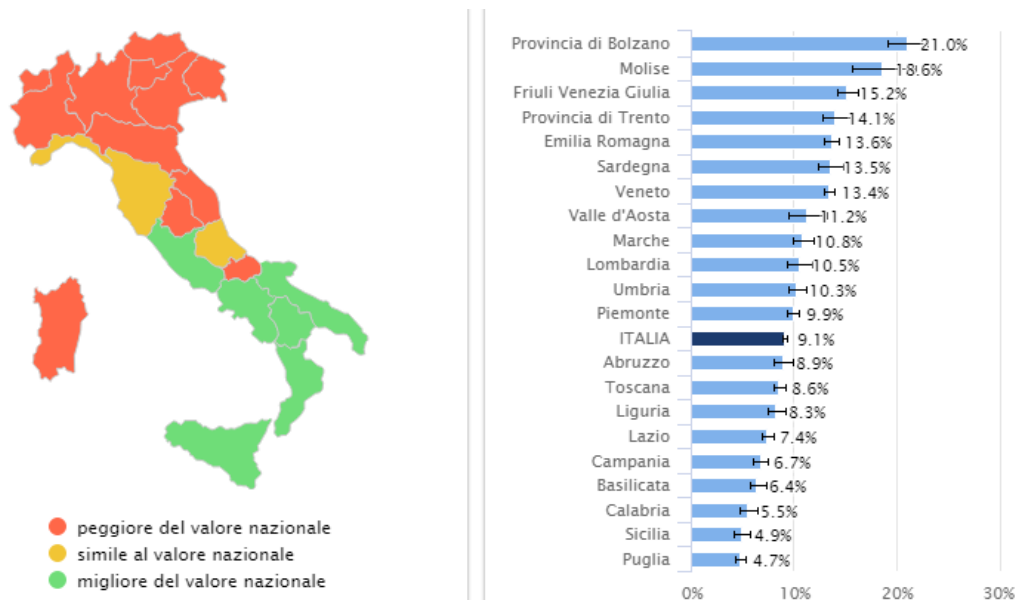 peggiore del valore nazionale
simile al valore nazionale
migliore del valore nazionale
Provincia di Bolzano 21.0%
Molise 18.6%
Friuli Venezia Giulia 15.2%
Provincia di Trento 14.1%
Emilia Romagna 13.6%
Sardegna 13.5%
Veneto 13.4%
Valle d'Aosta 11.2%
Marche 10.8%
Lombardia 10.5%
Umbria 10.3%
Piemonte 9.9%
ITALIA 9.1%
Abruzzo 8.9%
Toscana 8.6%
Liguria 8.3%
Lazio 7.4%
Campania 6.7%
Basilicata 6.4%
Calabria 5.5%
Sicilia 4.9%
Puglia 4.7%
0% 10% 20% 30%